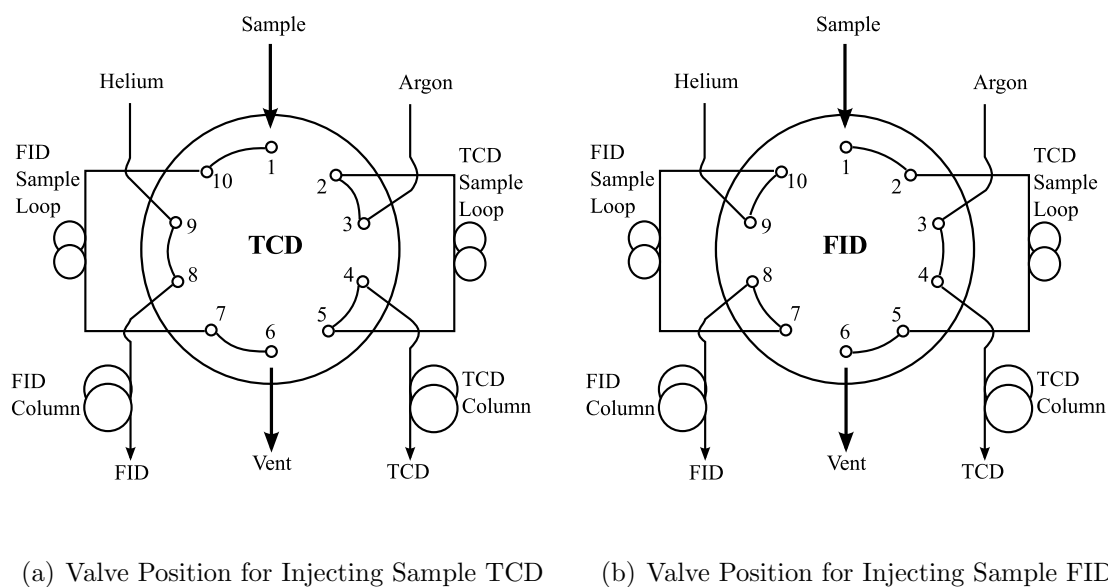 Sample
Helium
Argon
FID
Sample
Loop
TCD
Sample
Loop
1
2
3
4
5
6
7
8
9
10
TCD
FID
Column
TCD
Column
FID
Vent
TCD
(a) Valve Position for Injecting Sample TCD
Sample
Helium
Argon
FID
Sample
Loop
TCD
Sample
Loop
1
2
3
4
5
6
7
8
9
10
FID
FID
Column
TCD
Column
FID
Vent
TCD
(b) Valve Position for Injecting Sample FID